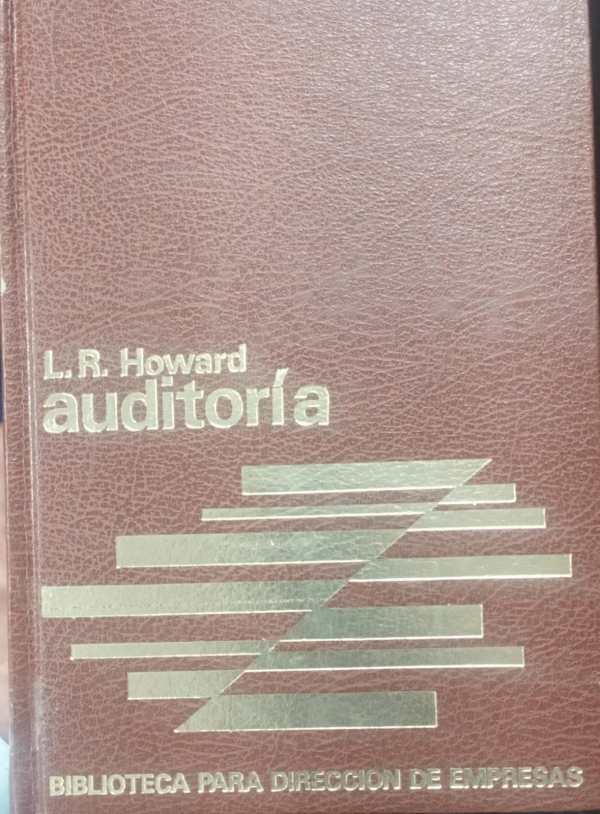 L.R. Howard
auditoría
BIBLIOTECA PARA DIRECCION DE EMPRESAS